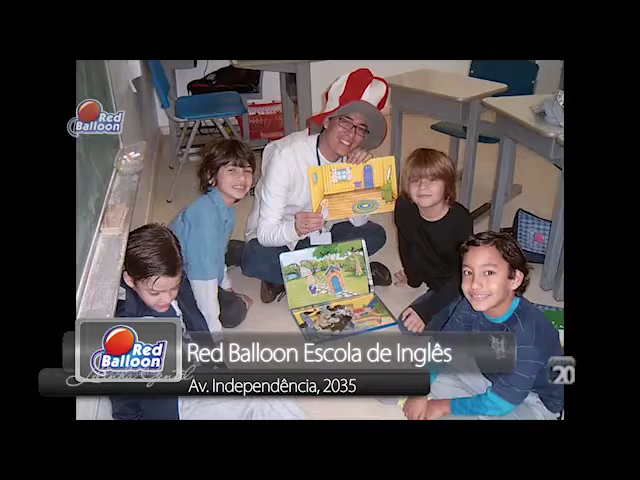 Red
Balloon
Red
Balloon
Red Balloon Escola de Inglês
Av. Independência, 2035
20